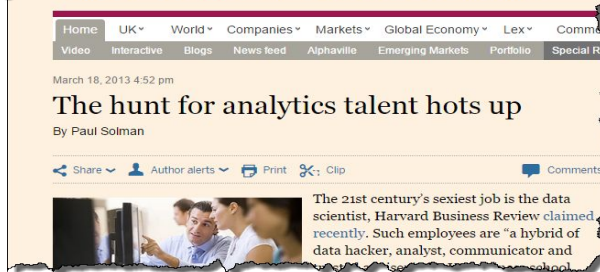 Home UK World Companies Markets Global Economy Lex
Video Interactive Blogs News feed Alphaville Emerging Markets Portfolio Special R
March 18, 2013 4:52 pm
The hunt for analytics talent hots up
By Paul Solman
Share Author alerts Print Clip Comments
The 21st century's sexiest job is the data
scientist, Harvard Business Review claimed
recently. Such employees are “a hybrid of
data hacker, analyst, communicator and